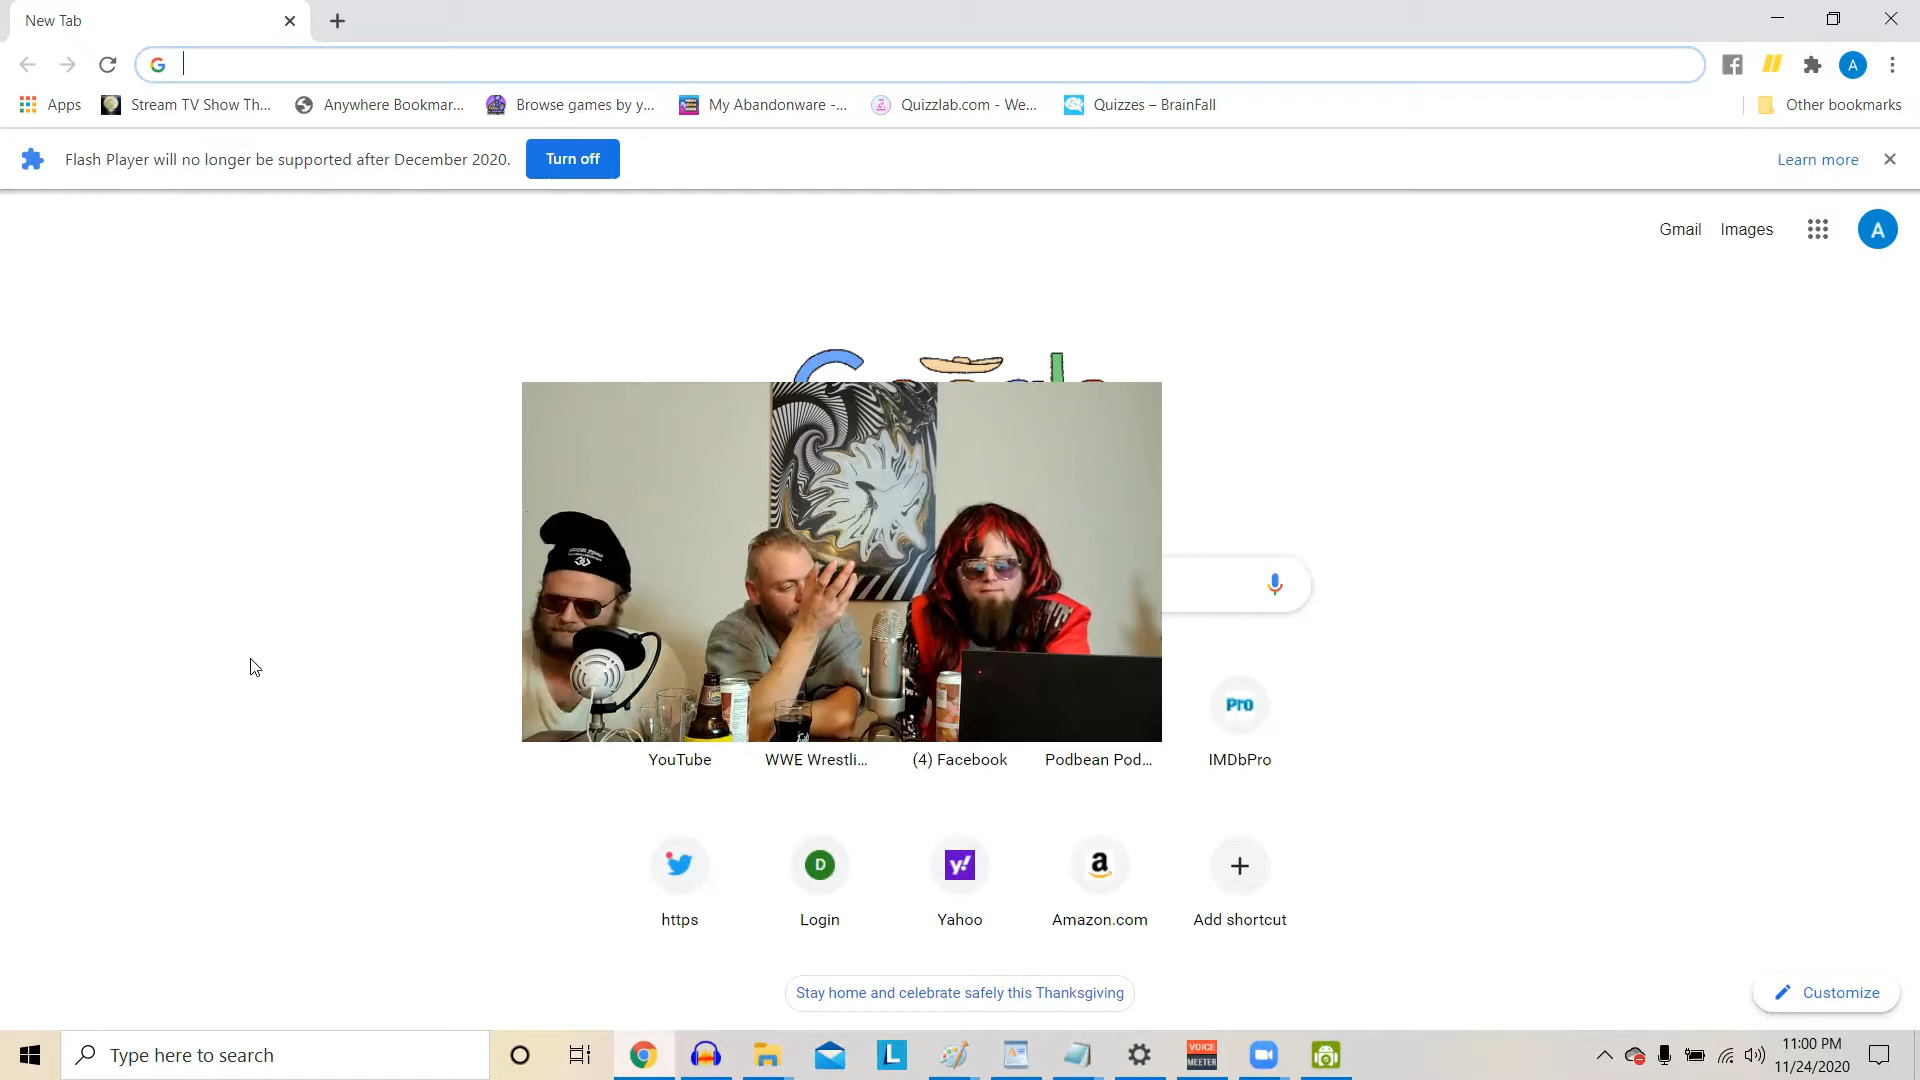 New Tab
Apps
Stream TV Show Th...
Anywhere Bookmar...
Browse games by y...
My Abandonware -...
Quizzlab.com - We...
Quizzes – BrainFall
Other bookmarks
Flash Player will no longer be supported after December 2020.
Turn off
Learn more
Gmail
Images
A
A
Pro
YouTube
WWE Wrestli...
(4) Facebook
Podbean Pod...
IMDbPro
D
y!
a
https
Login
Yahoo
Amazon.com
Add shortcut
Stay home and celebrate safely this Thanksgiving
Customize
Type here to search
L
VOICE
MEETER
11:00 PM
11/24/2020